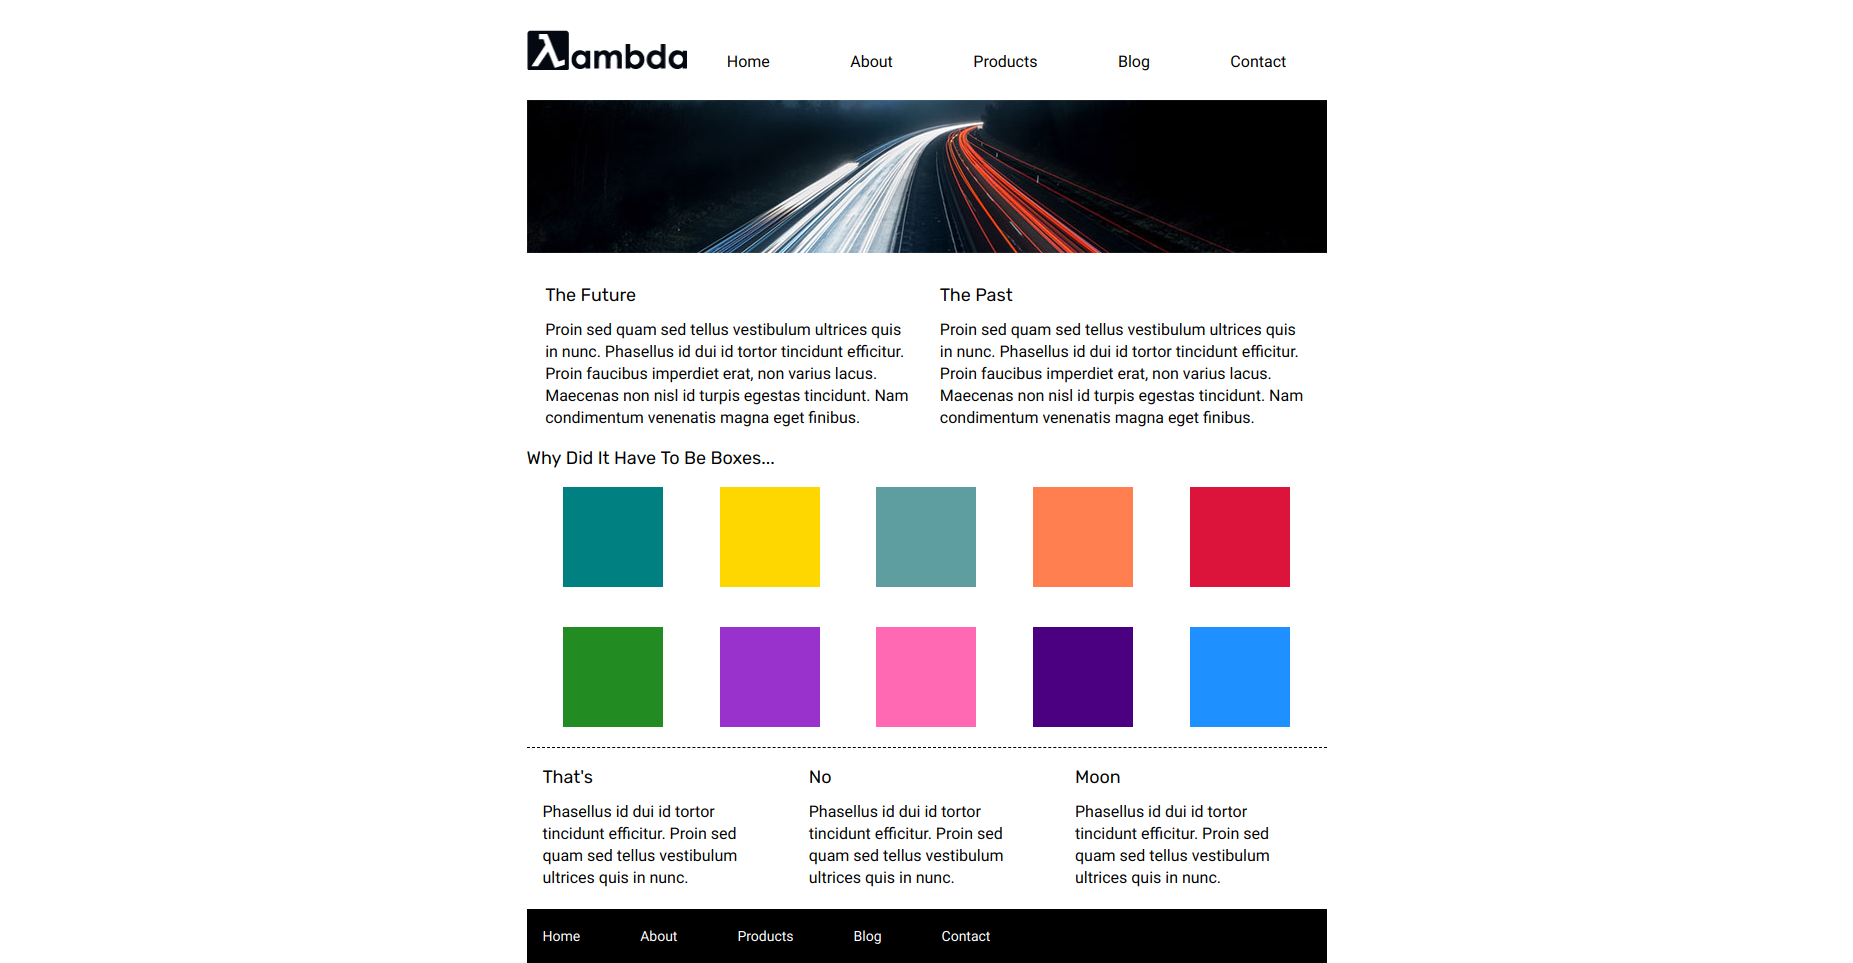 λambda
Home About Products Blog Contact
The Future
Proin sed quam sed tellus vestibulum ultrices quis
in nunc. Phasellus id dui id tortor tincidunt efficitur.
Proin faucibus imperdiet erat, non varius lacus.
Maecenas non nisl id turpis egestas tincidunt. Nam
condimentum venenatis magna eget finibus.
The Past
Proin sed quam sed tellus vestibulum ultrices quis
in nunc. Phasellus id dui id tortor tincidunt efficitur.
Proin faucibus imperdiet erat, non varius lacus.
Maecenas non nisl id turpis egestas tincidunt. Nam
condimentum venenatis magna eget finibus.
Why Did It Have To Be Boxes...
That's
Phasellus id dui id tortor
tincidunt efficitur. Proin sed
quam sed tellus vestibulum
ultrices quis in nunc.
No
Phasellus id dui id tortor
tincidunt efficitur. Proin sed
quam sed tellus vestibulum
ultrices quis in nunc.
Moon
Phasellus id dui id tortor
tincidunt efficitur. Proin sed
quam sed tellus vestibulum
ultrices quis in nunc.
Home About Products Blog Contact